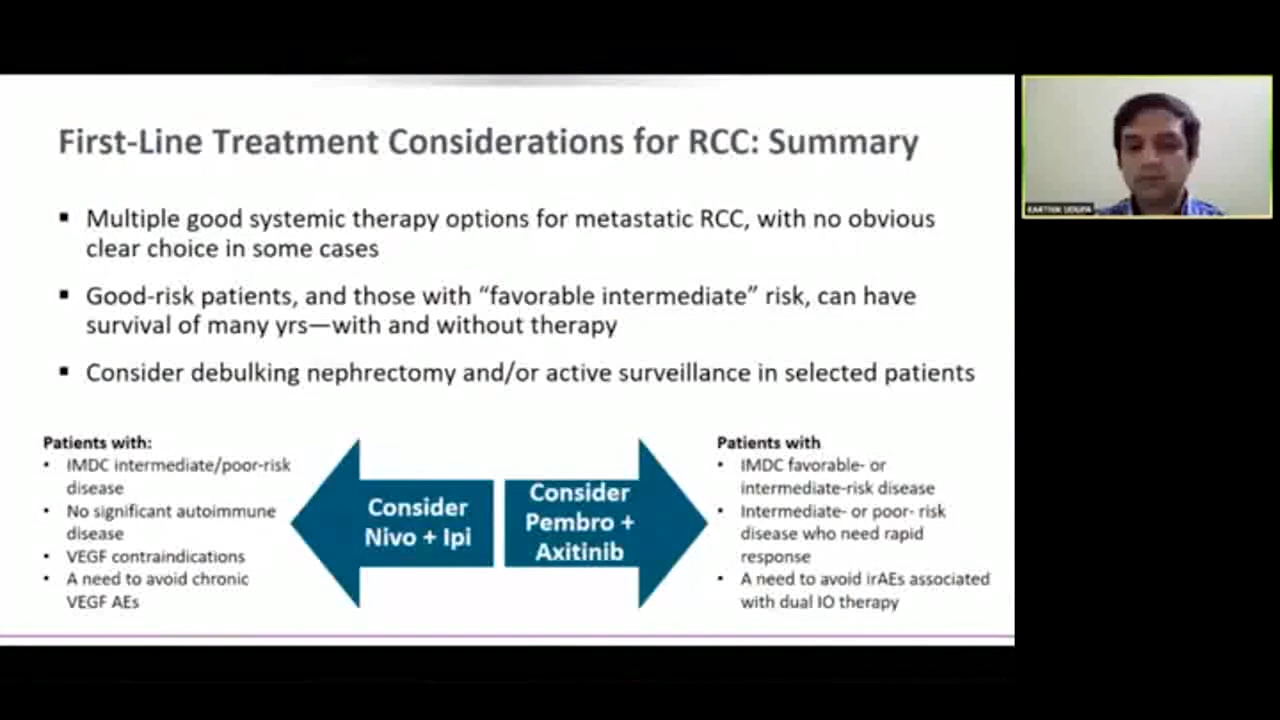 First-Line Treatment Considerations for RCC: Summary
▪ Multiple good systemic therapy options for metastatic RCC, with no obvious
clear choice in some cases
▪ Good-risk patients, and those with “favorable intermediate” risk, can have
survival of many yrs—with and without therapy
▪ Consider debulking nephrectomy and/or active surveillance in selected patients
Patients with:
• IMDC intermediate/poor-risk
disease
• No significant autoimmune
disease
• VEGF contraindications
• A need to avoid chronic
VEGF AEs
Consider
Nivo + Ipi
Consider
Pembro +
Axitinib
Patients with
• IMDC favorable- or
intermediate-risk disease
• Intermediate- or poor- risk
disease who need rapid
response
• A need to avoid irAEs associated
with dual IO therapy
KARTHIK UDUPA